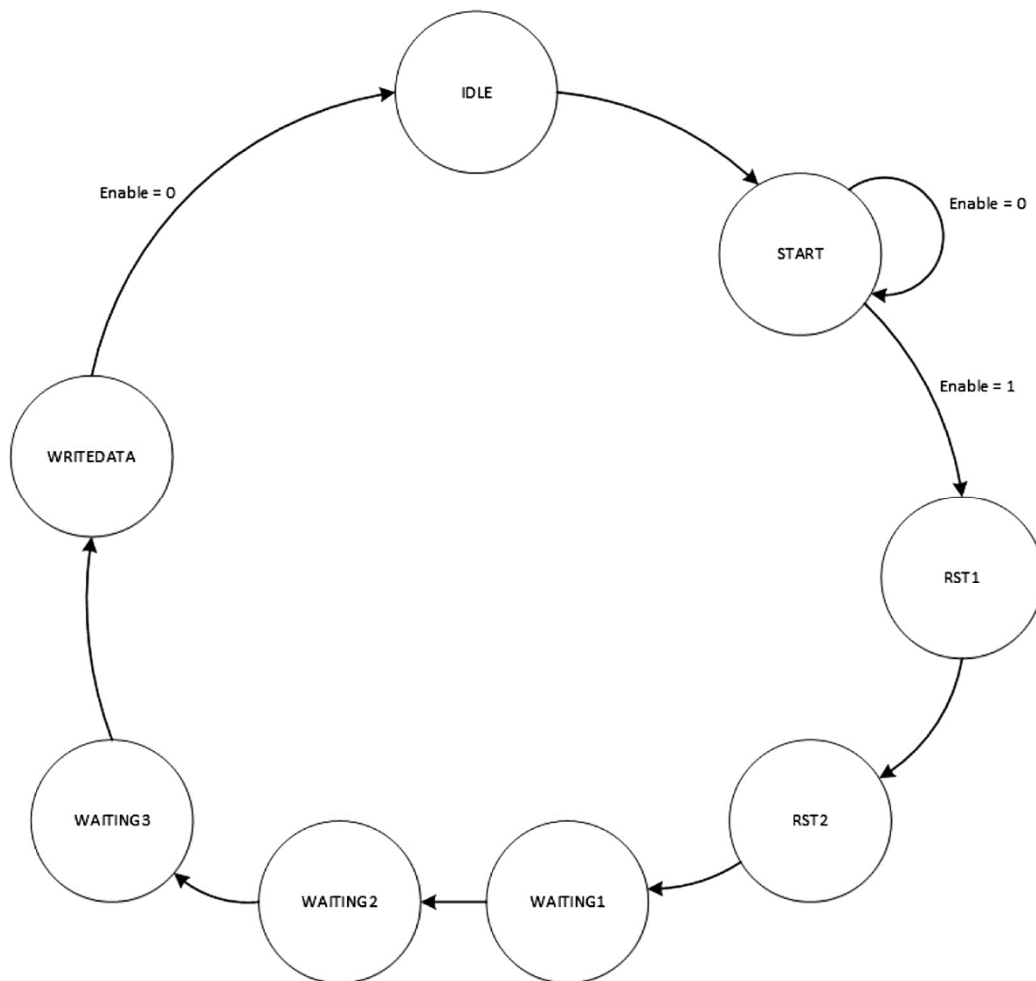 IDLE
Enable = 0
START
Enable = 0
Enable = 1
WRITEDATA
RST1
WAITING3
RST2
WAITING2
WAITING1